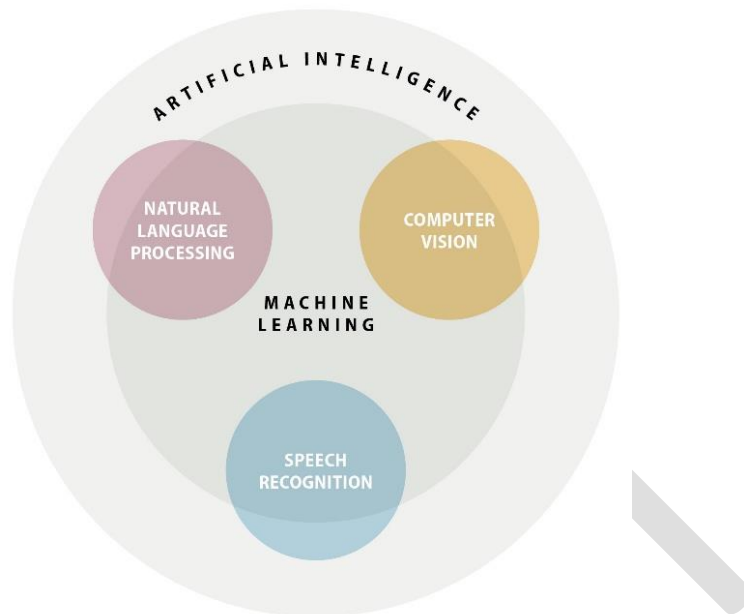 ARTIFICIAL INTELLIGENCE
NATURAL
LANGUAGE
PROCESSING
COMPUTER
VISION
MACHINE
LEARNING
SPEECH
RECOGNITION